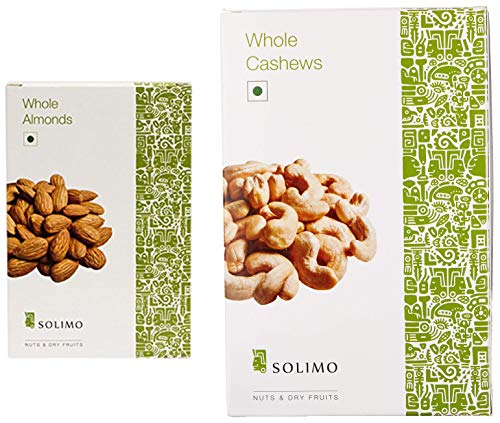 Whole
Almonds
SOLIMO
NUTS & DRY FRUITS
Whole
Cashews
SOLIMO
NUTS & DRY FRUITS